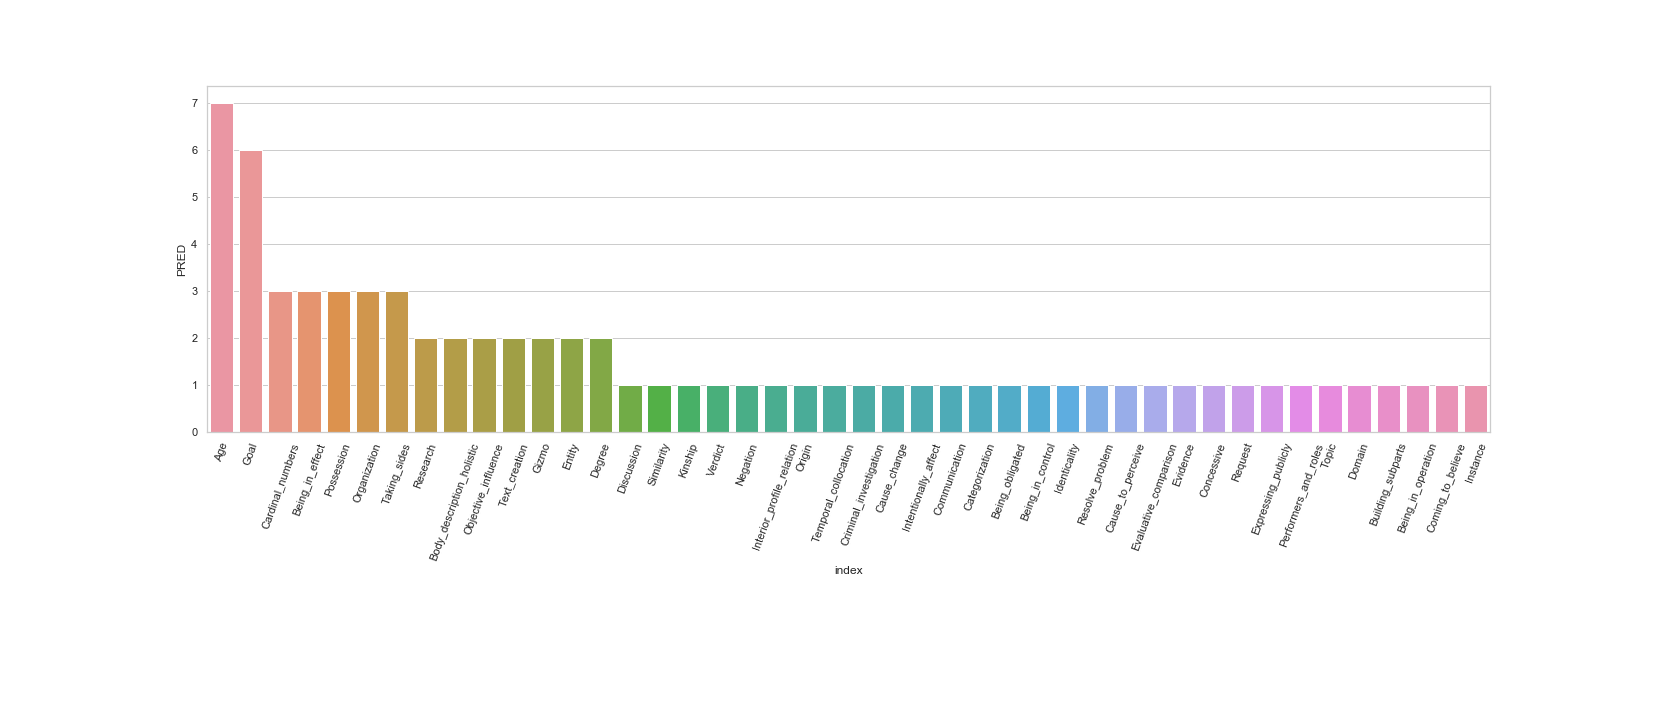 7
6
5
4
3
2
1
0
PRED
Age
Goal
Cardinal_numbers
Being_in_effect
Possession
Organization
Taking_sides
Research
Body_description_holistic
Objective_influence
Text_creation
Gizmo
Entity
Degree
Discussion
Similarity
Kinship
Verdict
Negation
Interior_profile_relation
Origin
Temporal_collocation
Criminal_investigation
Cause_change
Intentionally_affect
Communication
Categorization
Being_obligated
Being_in_control
Identicality
Resolve_problem
Cause_to_perceive
Evaluative_comparison
Evidence
Concessive
Request
Expressing_publicly
Performers_and_roles
Topic
Domain
Building_subparts
Being_in_operation
Coming_to_believe
Instance
index